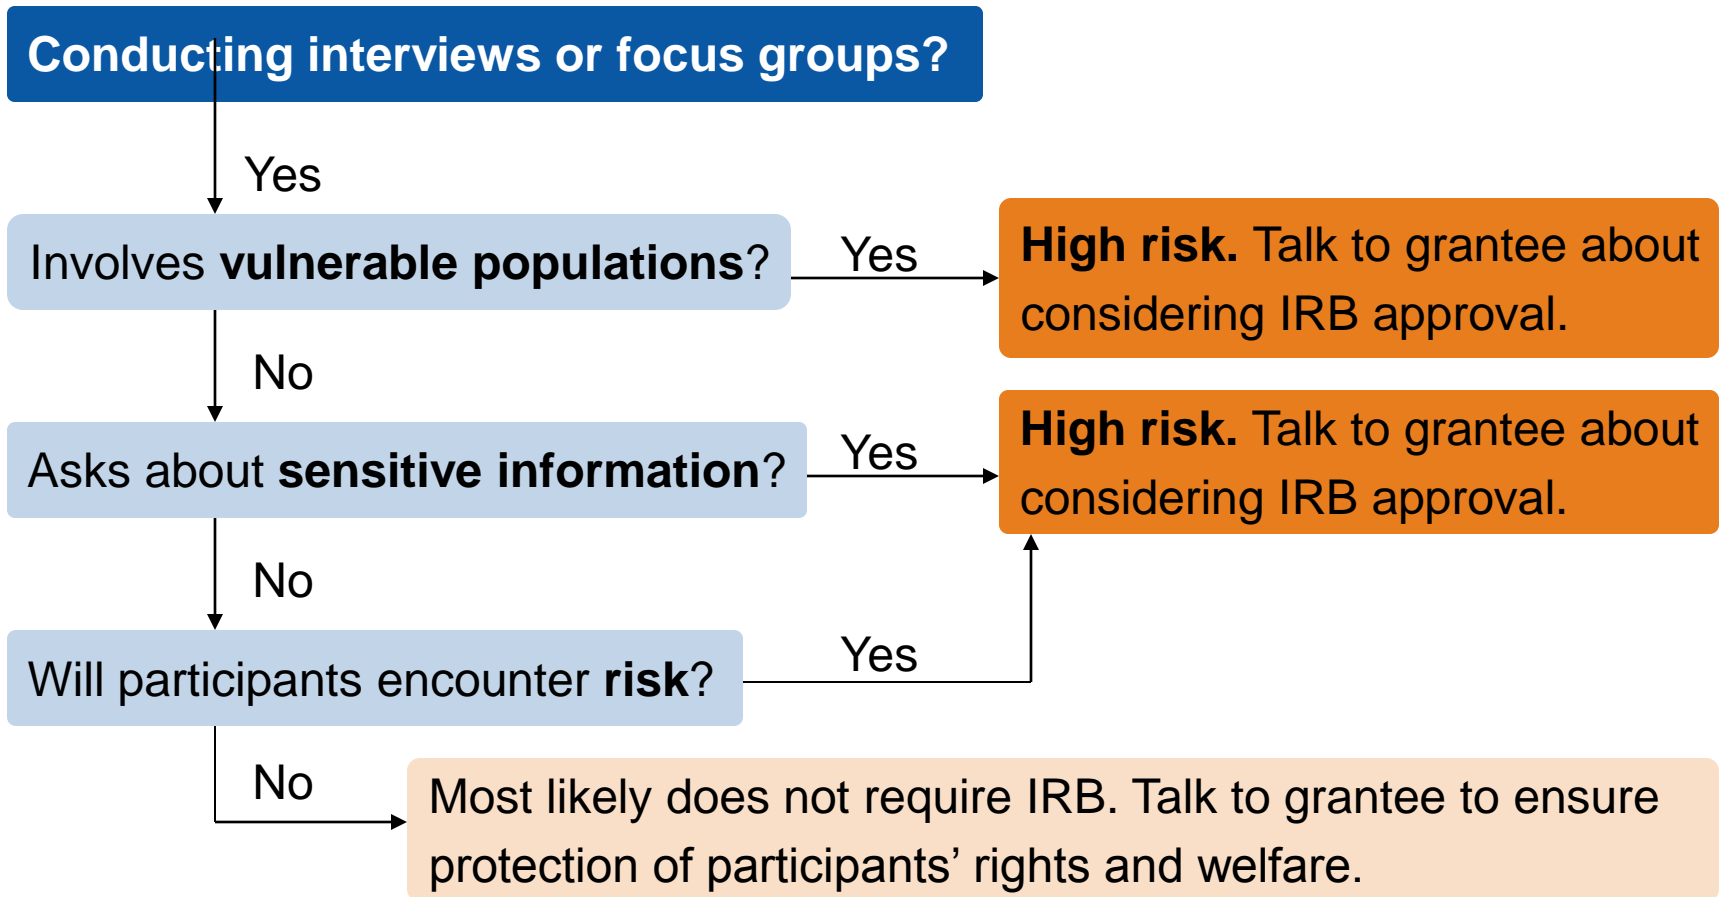 Conducting interviews or focus groups?
Yes
Involves vulnerable populations?
Yes
High risk. Talk to grantee about
considering IRB approval.
No
Asks about sensitive information?
Yes
High risk. Talk to grantee about
considering IRB approval.
No
Will participants encounter risk?
Yes
No
Most likely does not require IRB. Talk to grantee to ensure
protection of participants’ rights and welfare.